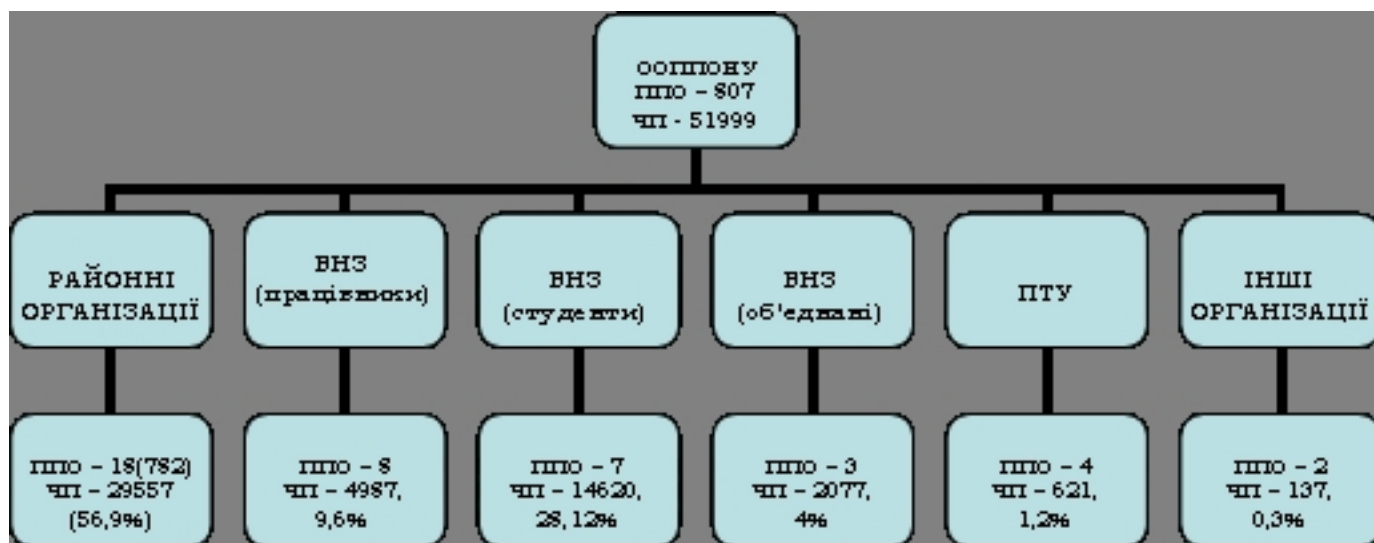 ООППОНУ
ППО – 807
ЧП - 51999
РАЙОННІ
ОРГАНІЗАЦІЇ
ВНЗ
(працівники)
ВНЗ
(студенти)
ВНЗ
(об'єднані)
ПТУ
ІНШІ
ОРГАНІЗАЦІЇ
ППО – 18(782)
ЧП – 29557
(56,9%)
ППО – 8
ЧП – 4987,
9,6%
ППО – 7
ЧП – 14620,
28,12%
ППО – 3
ЧП – 2077,
4%
ППО – 4
ЧП – 621,
1,2%
ППО – 2
ЧП – 137,
0,3%